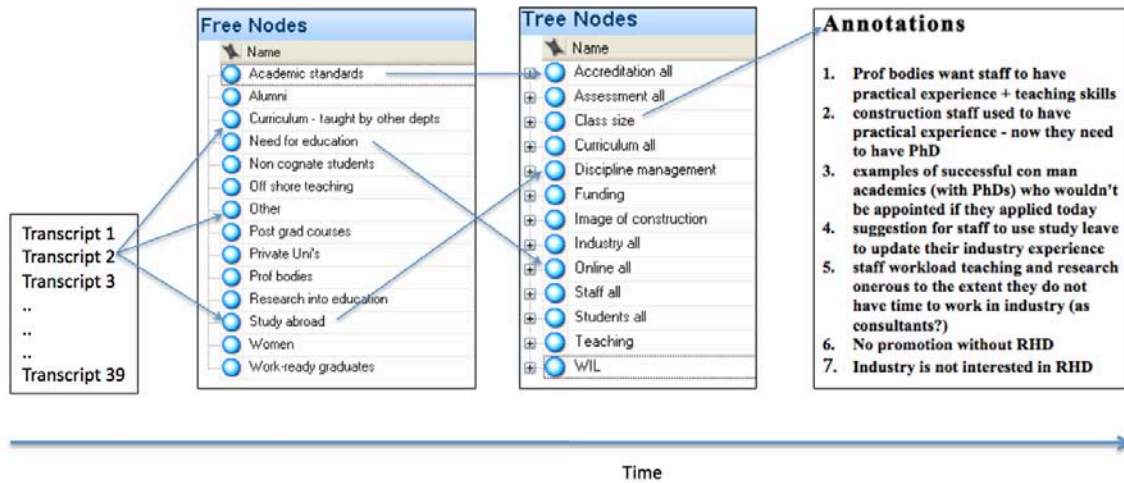 Transcript 1
Transcript 2
Transcript 3
..
..
..
Transcript 39
Free Nodes
Name
Academic standards
Alumni
Curriculum - taught by other depts
Need for education
Non cognate students
Off shore teaching
Other
Post grad courses
Private Uni's
Prof bodies
Research into education
Study abroad
Women
Work-ready graduates
Tree Nodes
Name
Accreditation all
Assessment all
Class size
Curriculum all
Discipline management
Funding
Image of construction
Industry all
Online all
Staff all
Students all
Teaching
WIL
Annotations
1. Prof bodies want staff to have
practical experience + teaching skills
2. construction staff used to have
practical experience - now they need
to have PhD
3. examples of successful con man
academics (with PhDs) who wouldn't
be appointed if they applied today
4. suggestion for staff to use study leave
to update their industry experience
5. staff workload teaching and research
onerous to the extent they do not
have time to work in industry (as
consultants?)
6. No promotion without RHD
7. Industry is not interested in RHD
Time